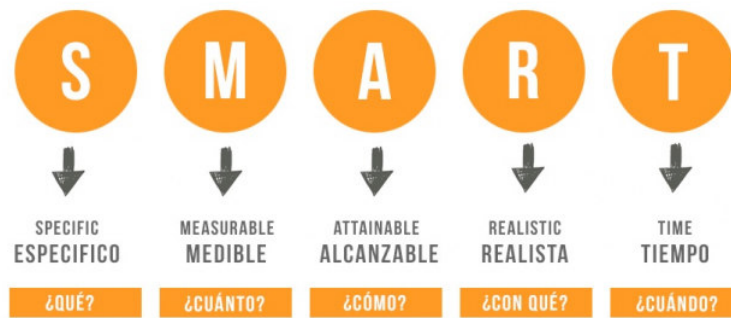 S M A R T
SPECIFIC MEASURABLE ATTAINABLE REALISTIC TIME
ESPECIFICO MEDIBLE ALCANZABLE REALISTA TIEMPO
¿QUÉ? ¿CUÁNTO? ¿CÓMO? ¿CON QUÉ? ¿CUÁNDO?